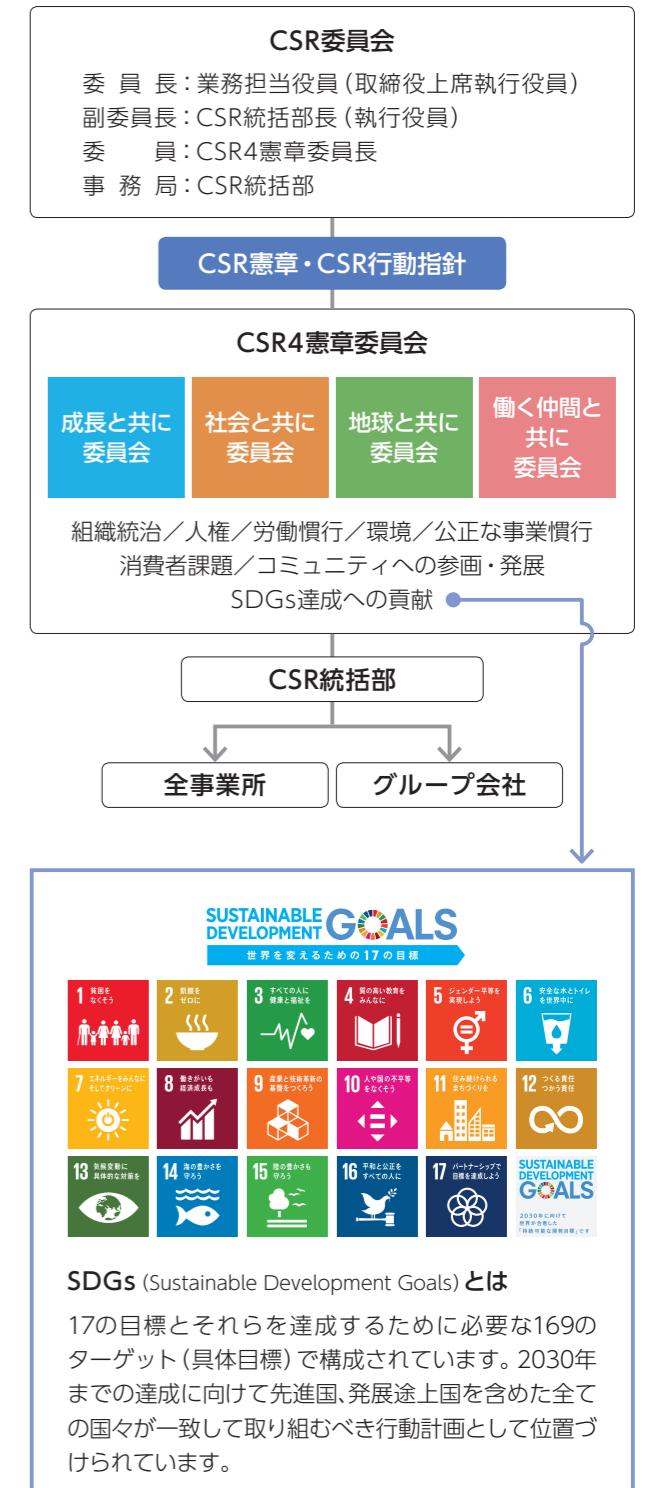 CSR委員会
委員長：業務担当役員（取締役上席執行役員）
副委員長：CSR統括部長（執行役員）
委員：CSR4憲章委員長
事務局：CSR統括部
CSR憲章・CSR行動指針
CSR4憲章委員会
成長と共に
委員会
社会と共に
委員会
地球と共に
委員会
働く仲間と
共に
委員会
組織統治／人権／労働慣行／環境／公正な事業慣行
消費者課題／コミュニティへの参画・発展
SDGs達成への貢献
CSR統括部
全事業所
グループ会社
SUSTAINABLE
DEVELOPMENT
GOALS
世界を変えるための17の目標
1 貧困を
なくそう
2 飢餓を
ゼロに
3 すべての人に
健康と福祉を
4 質の高い教育を
みんなに
5 ジェンダー平等を
実現しよう
6 安全な水とトイレ
を世界中に
7 エネルギーをみんなに
そしてクリーンに
8 働きがいも
経済成長も
9 産業と技術革新の
基盤をつくろう
10 人や国の不平等
をなくそう
11 住み続けられる
まちづくりを
12 つくる責任
つかう責任
13 気候変動に
具体的な対策を
14 海の豊かさを
守ろう
15 陸の豊かさも
守ろう
16 平和と公正を
すべての人に
17 パートナーシップで
目標を達成しよう
SUSTAINABLE
DEVELOPMENT
GOALS
2030年に向けて
世界が合意した
「持続可能な開発目標」です
SDGs（Sustainable Development Goals）とは
17の目標とそれらを達成するために必要な169の
ターゲット（具体目標）で構成されています。2030年
までの達成に向けて先進国、発展途上国を含めた全て
の国々が一致して取り組むべき行動計画として位置づ
けられています。